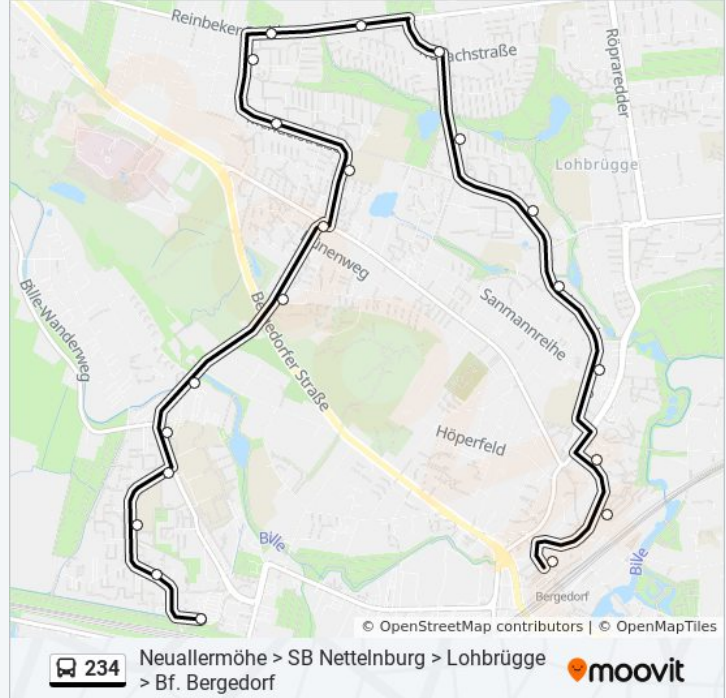 Reinbeker
achstraße
Röpraredder
Lohbrügge
ünenweg
Sanmannreihe
Bille-Wanderweg
Bergedorfer Straße
Höperfeld
Bille
Bille
Bergedorf
© OpenStreetMap contributors | © OpenMapTiles
234
Neuallermöhe > SB Nettelnburg > Lohbrügge
> Bf. Bergedorf
moovit